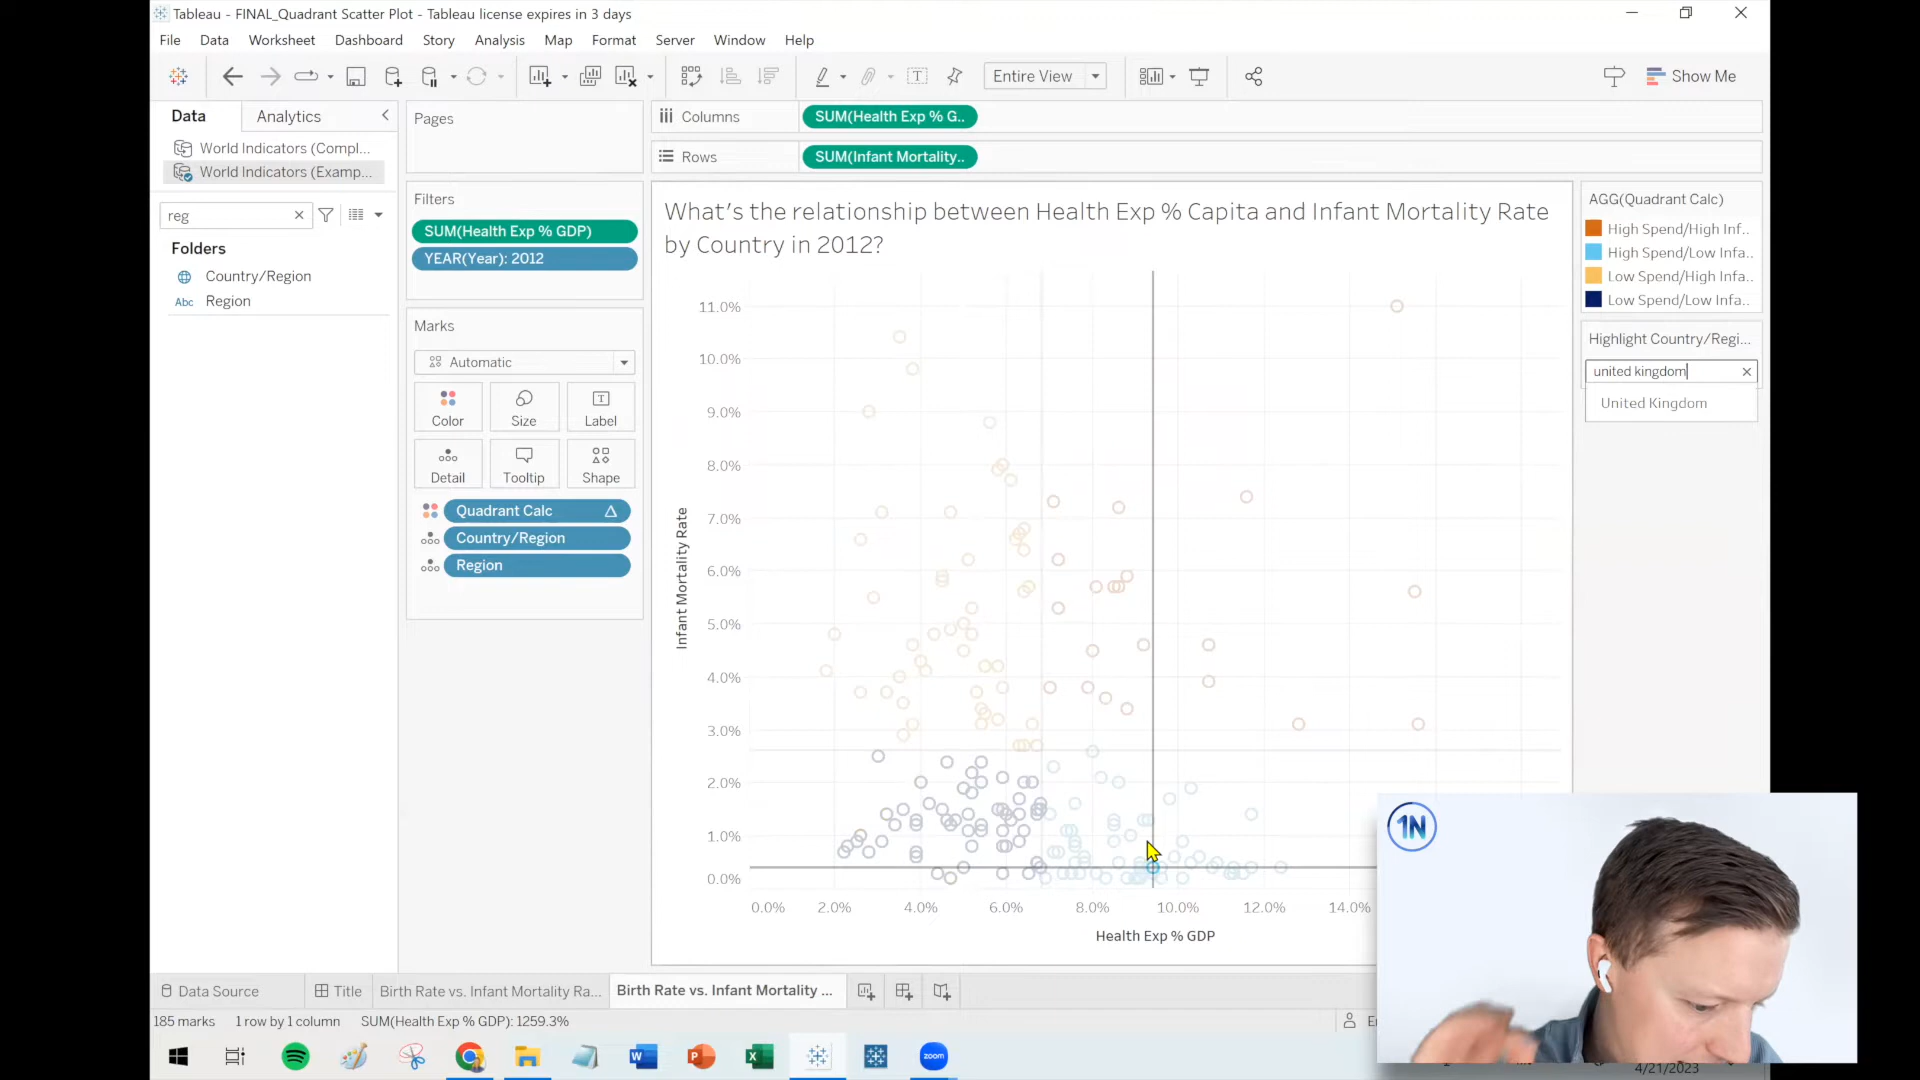 Tableau - FINAL_Quadrant Scatter Plot - Tableau license expires in 3 days
File Data Worksheet Dashboard Story Analysis Map Format Server Window Help
Entire View
Show Me
Data
Analytics
World Indicators (Compl...
World Indicators (Examp...
reg
Folders
Country/Region
Abc Region
Pages
Filters
SUM(Health Exp % GDP)
YEAR(Year): 2012
Marks
Automatic
Color Size Label
Detail Tooltip Shape
Quadrant Calc
Country/Region
Region
Columns SUM(Health Exp % G..
Rows SUM(Infant Mortality..
What's the relationship between Health Exp % Capita and Infant Mortality Rate
by Country in 2012?
Infant Mortality Rate
11.0%
10.0%
9.0%
8.0%
7.0%
6.0%
5.0%
4.0%
3.0%
2.0%
1.0%
0.0%
0.0% 2.0% 4.0% 6.0% 8.0% 10.0% 12.0% 14.0%
Health Exp % GDP
AGG(Quadrant Calc)
High Spend/High Inf..
High Spend/Low Infa..
Low Spend/High Infa..
Low Spend/Low Infa..
Highlight Country/Regi...
united kingdom
United Kingdom
1N
Data Source Title Birth Rate vs. Infant Mortality Ra... Birth Rate vs. Infant Mortality ...
185 marks 1 row by 1 column SUM(Health Exp % GDP): 1259.3%
W P X zoom
4/21/2023